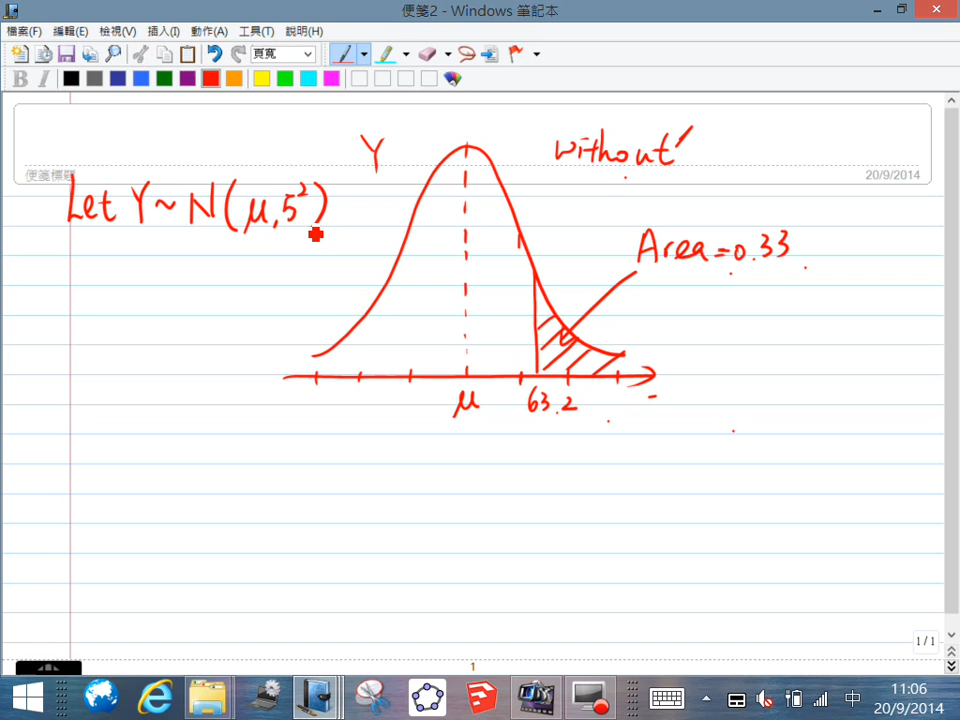 便箋2 - Windows 筆記本
檔案(F) 編輯(E) 檢視(V) 插入(I) 動作(A) 工具(T) 說明(H)
頁寬
B I
Y
without
便箋標題
20/9/2014
Let Y~N(μ,5²)
Area=0.33
μ
63.2
1 / 1
1
中
11:06
20/9/2014